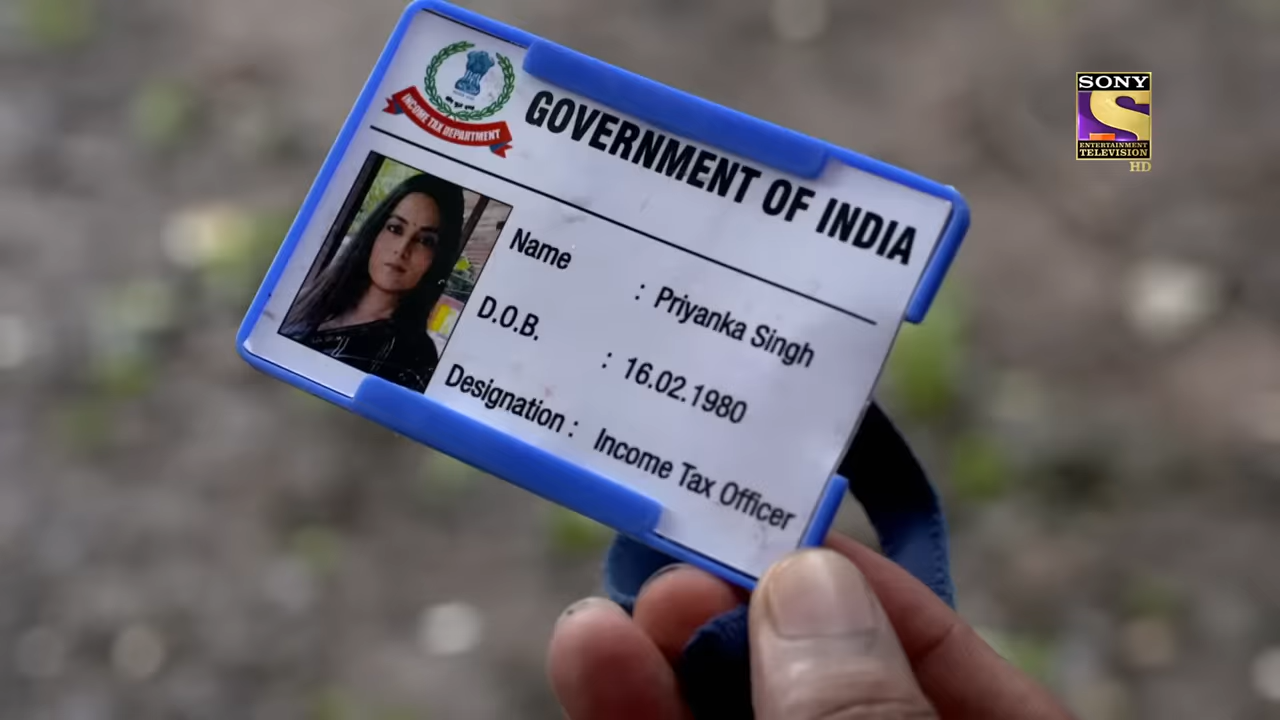 INCOME TAX DEPARTMENT
GOVERNMENT OF INDIA
Name : Priyanka Singh
D.O.B. : 16.02.1980
Designation : Income Tax Officer
SONY
ENTERTAINMENT
TELEVISION
HD